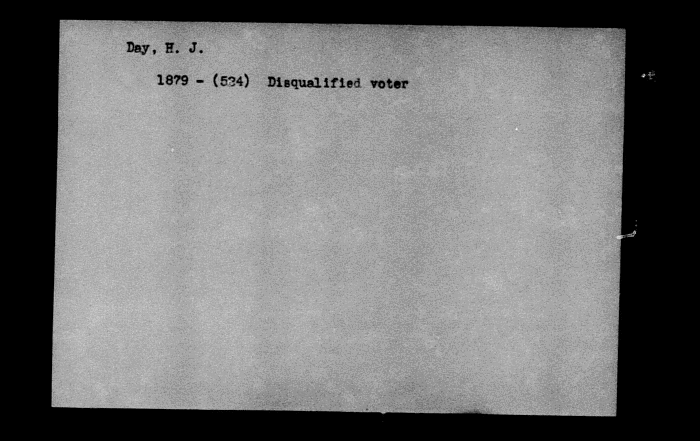 Day, H. J.
1879 - (534) Disqualified voter